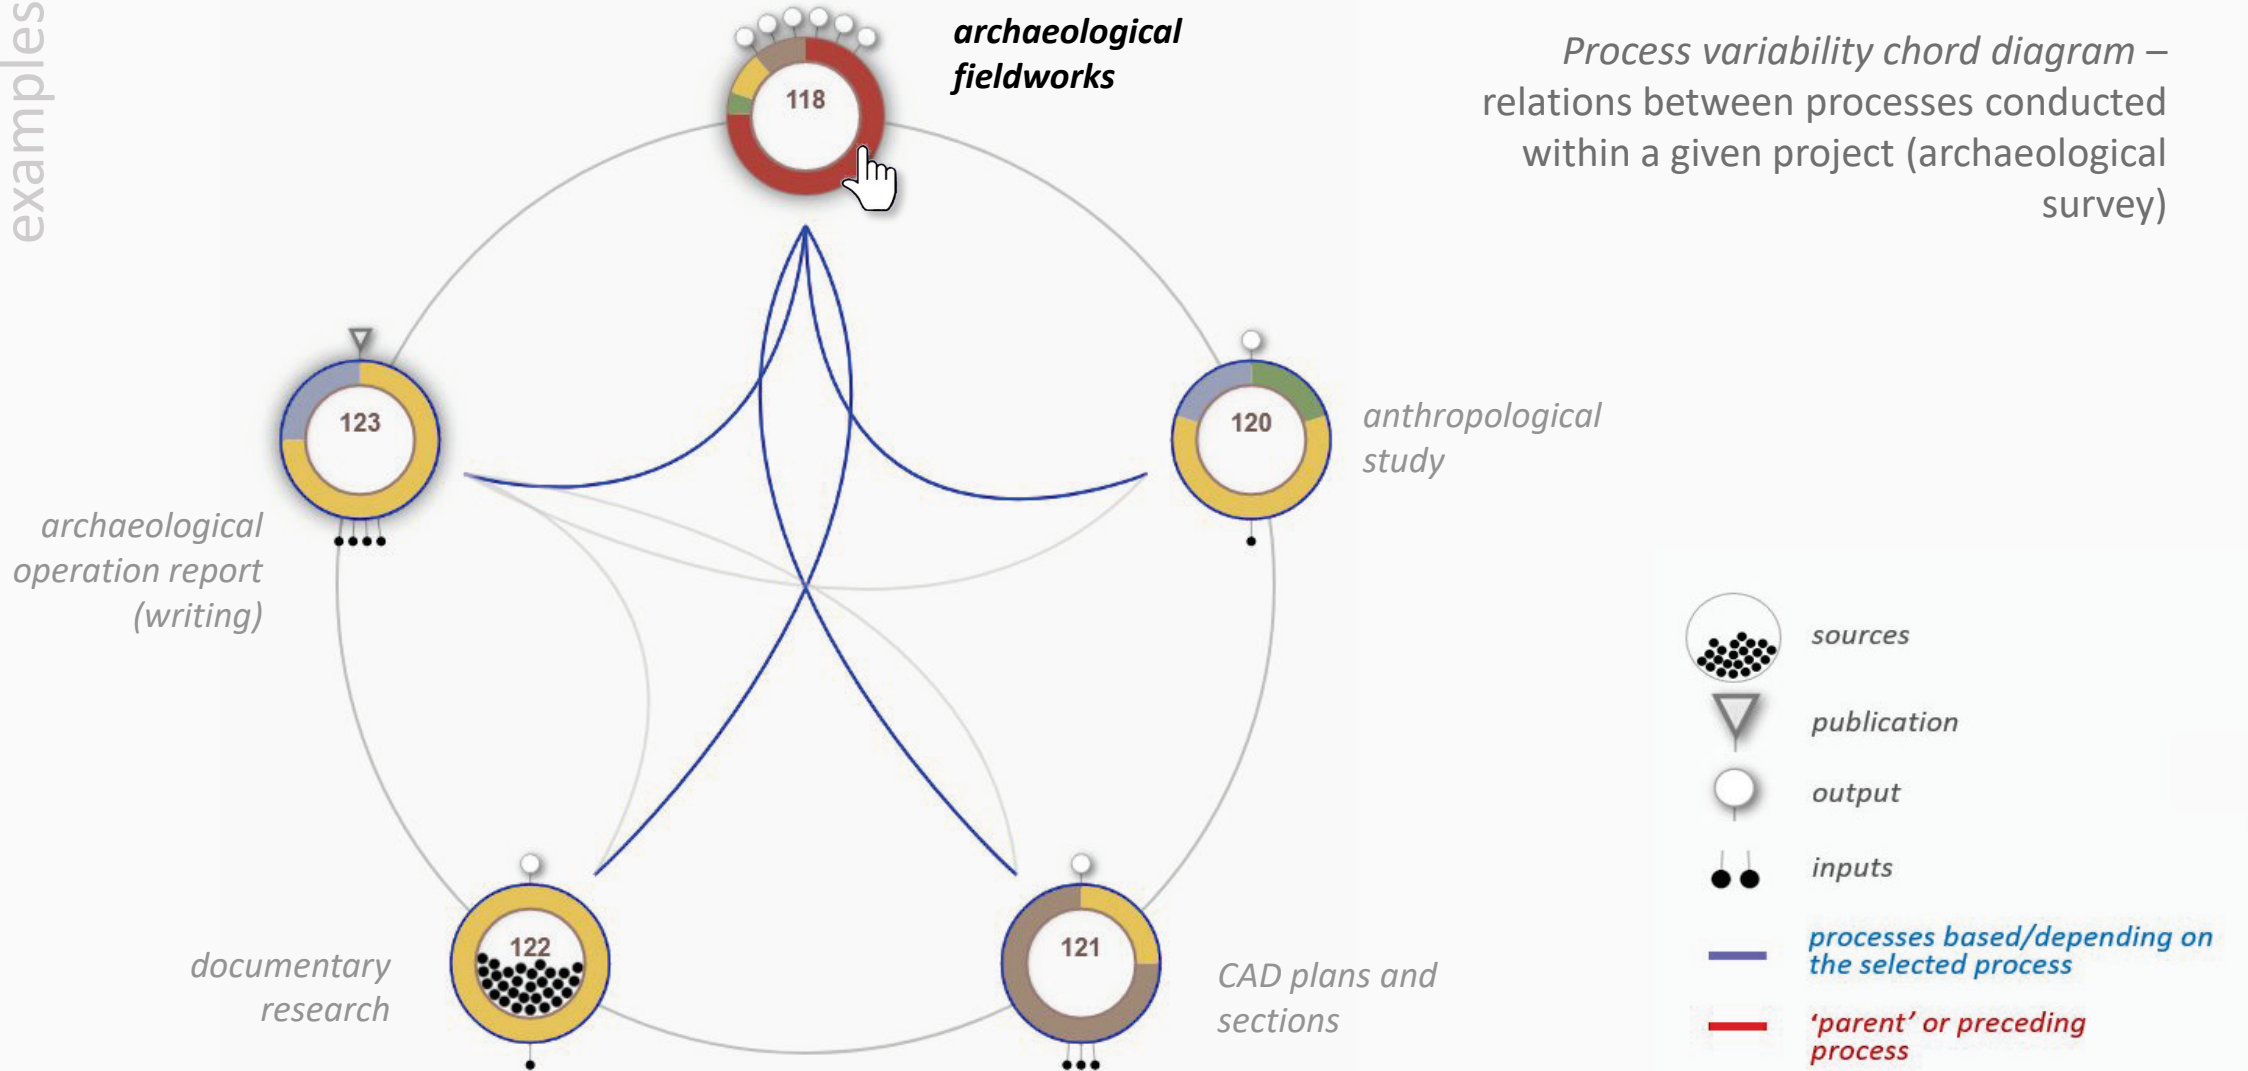 examples
archaeological
fieldworks
Process variability chord diagram –
relations between processes conducted
within a given project (archaeological
survey)
118
123
120
anthropological
study
archaeological
operation report
(writing)
122
121
documentary
research
CAD plans and
sections
sources
publication
output
inputs
processes based/depending on
the selected process
‘parent’ or preceding
process